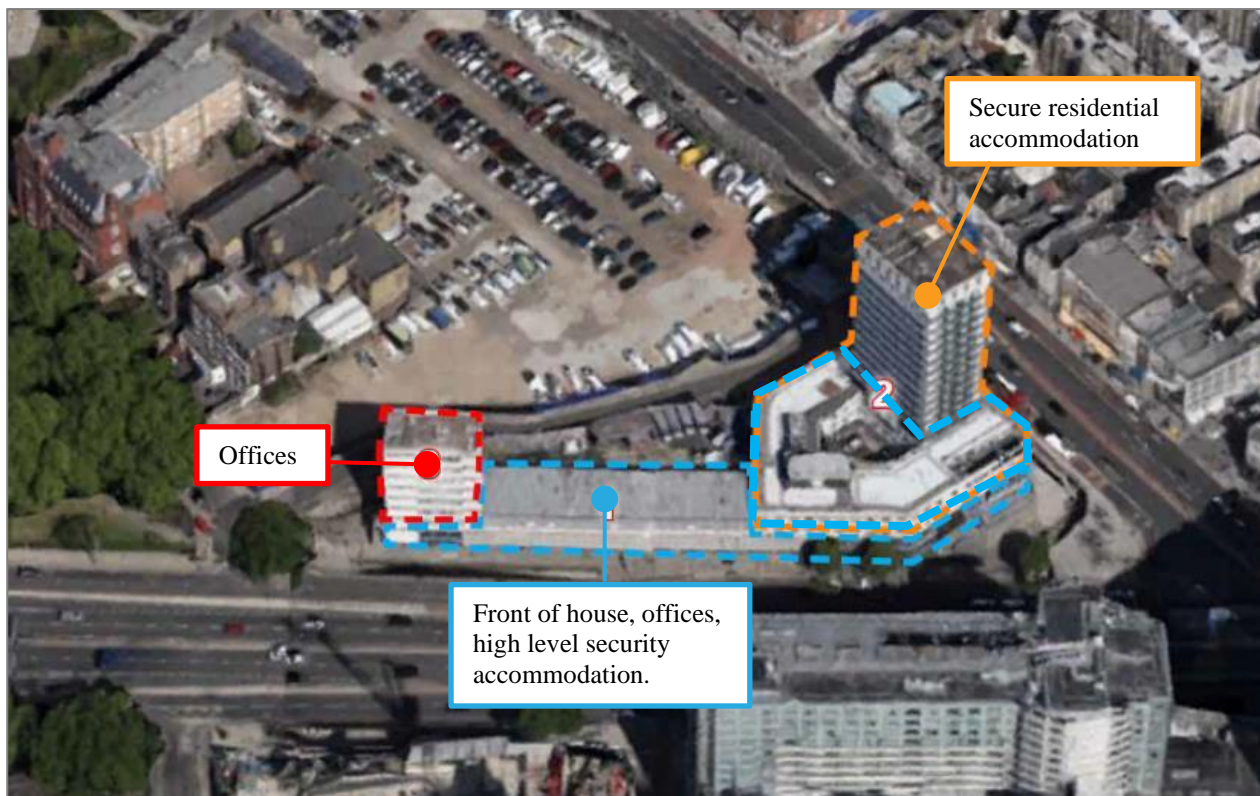 Secure residential
accommodation
2
Offices
Front of house, offices,
high level security
accommodation.